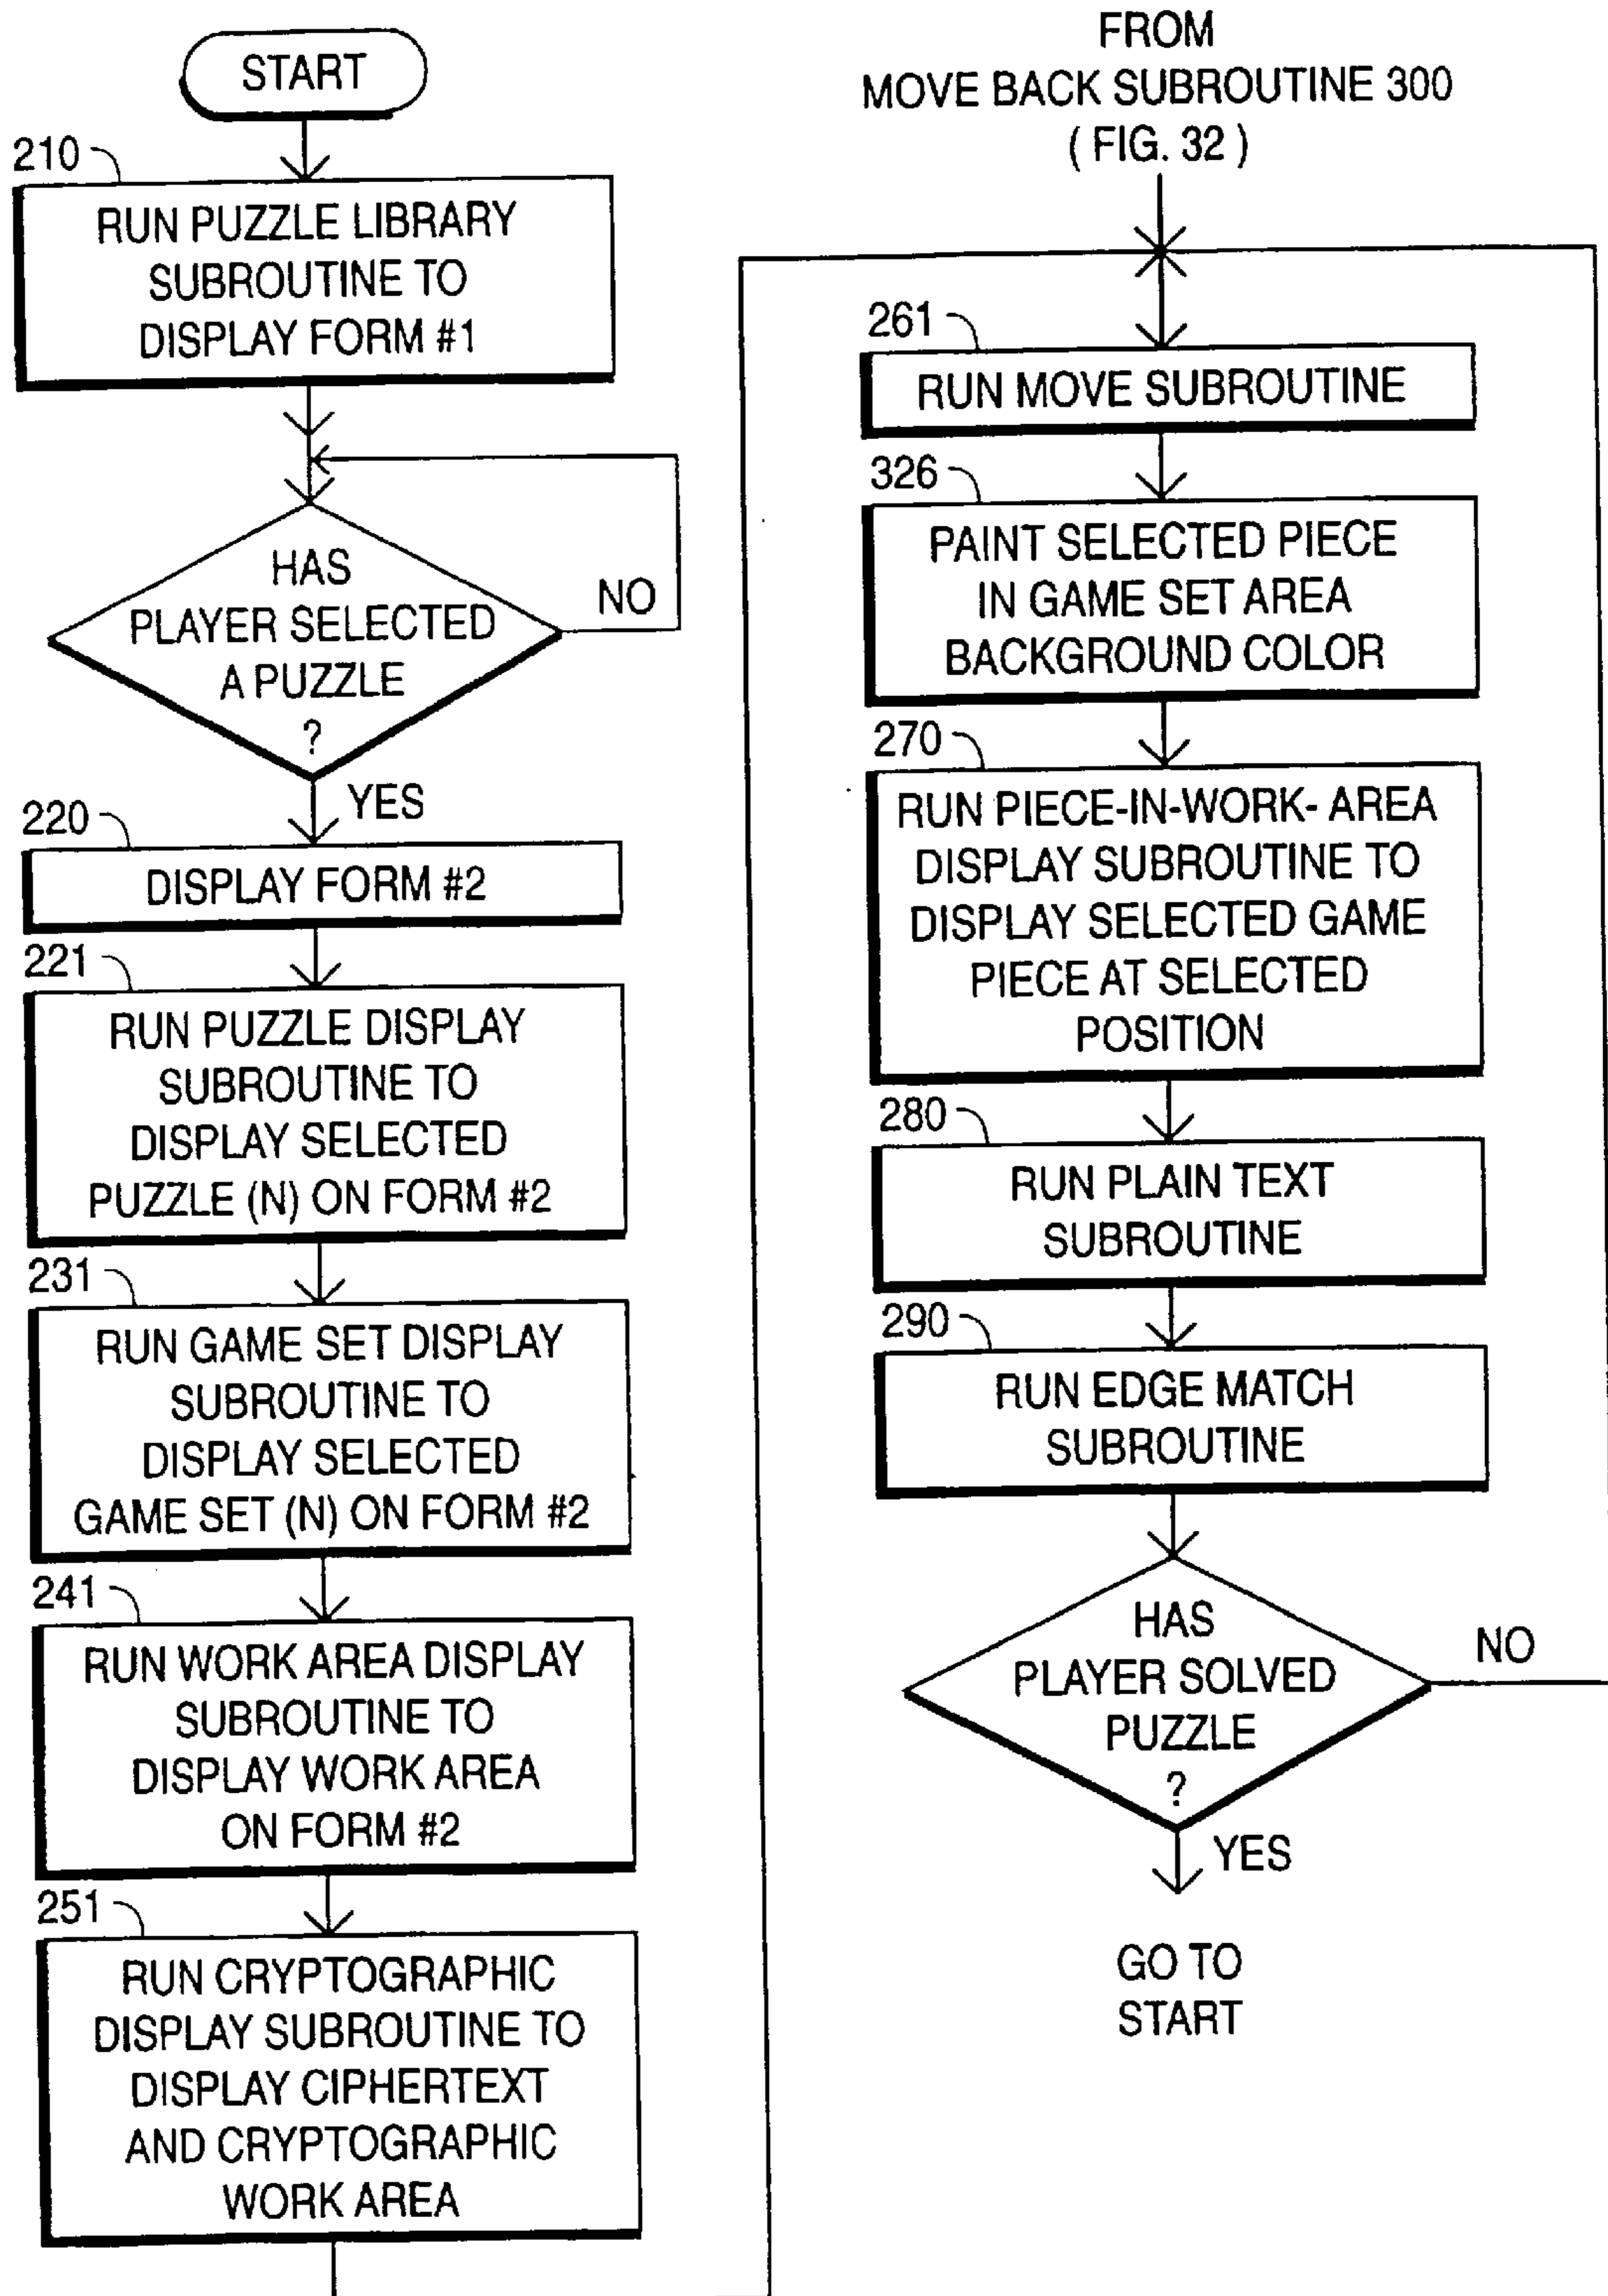 START
210
RUN PUZZLE LIBRARY
SUBROUTINE TO
DISPLAY FORM #1
HAS
PLAYER SELECTED
A PUZZLE
?
NO
YES
220
DISPLAY FORM #2
221
RUN PUZZLE DISPLAY
SUBROUTINE TO
DISPLAY SELECTED
PUZZLE (N) ON FORM #2
231
RUN GAME SET DISPLAY
SUBROUTINE TO
DISPLAY SELECTED
GAME SET (N) ON FORM #2
241
RUN WORK AREA DISPLAY
SUBROUTINE TO
DISPLAY WORK AREA
ON FORM #2
251
RUN CRYPTOGRAPHIC
DISPLAY SUBROUTINE TO
DISPLAY CIPHERTEXT
AND CRYPTOGRAPHIC
WORK AREA
FROM
MOVE BACK SUBROUTINE 300
( FIG. 32 )
261
RUN MOVE SUBROUTINE
326
PAINT SELECTED PIECE
IN GAME SET AREA
BACKGROUND COLOR
270
RUN PIECE-IN-WORK- AREA
DISPLAY SUBROUTINE TO
DISPLAY SELECTED GAME
PIECE AT SELECTED
POSITION
280
RUN PLAIN TEXT
SUBROUTINE
290
RUN EDGE MATCH
SUBROUTINE
HAS
PLAYER SOLVED
PUZZLE
?
NO
YES
GO TO
START